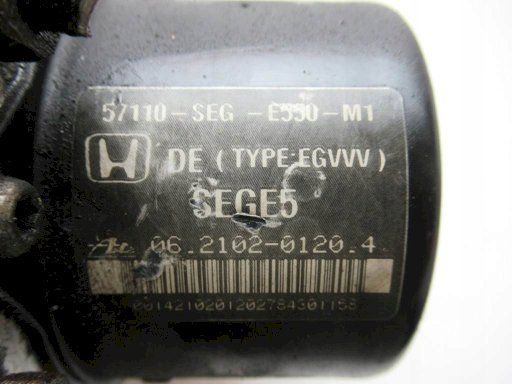 57110-SEG -E550-M1
DE (TYPE:EGVVV)
SEGE5
06.2102-0120.4